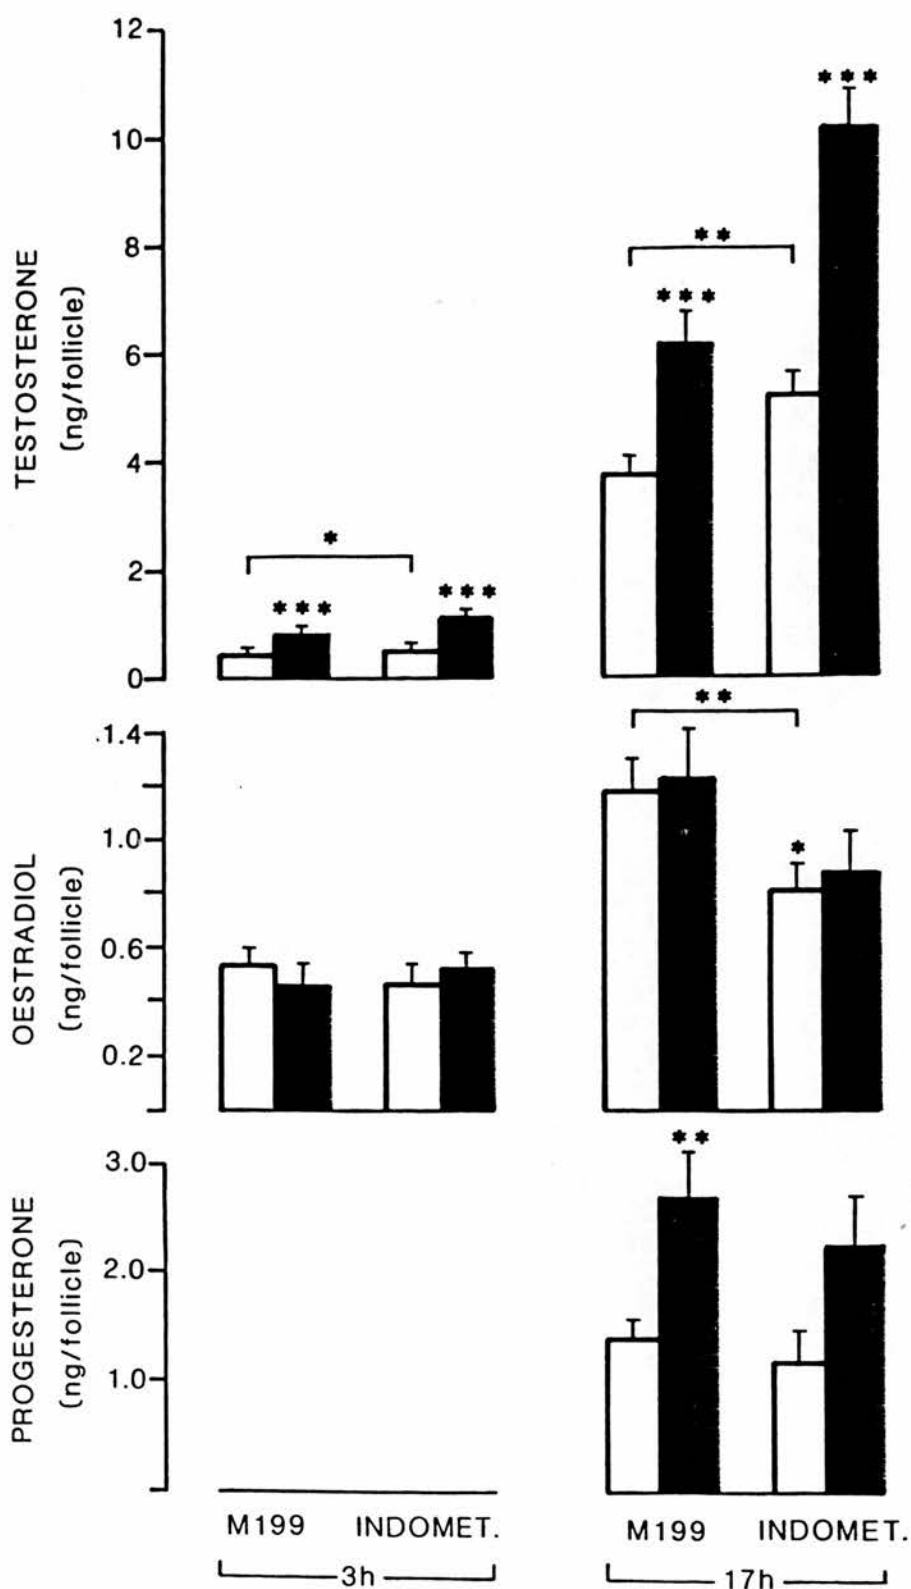 12
10
8
6
4
2
0
TESTOSTERONE
(ng/follicle)
***
**
***
*
***
***
1.4
1.0
0.6
0.2
OESTRADIOL
(ng/follicle)
**
*
3.0
2.0
1.0
PROGESTERONE
(ng/follicle)
**
M199 INDOMET. M199 INDOMET.
3h 17h